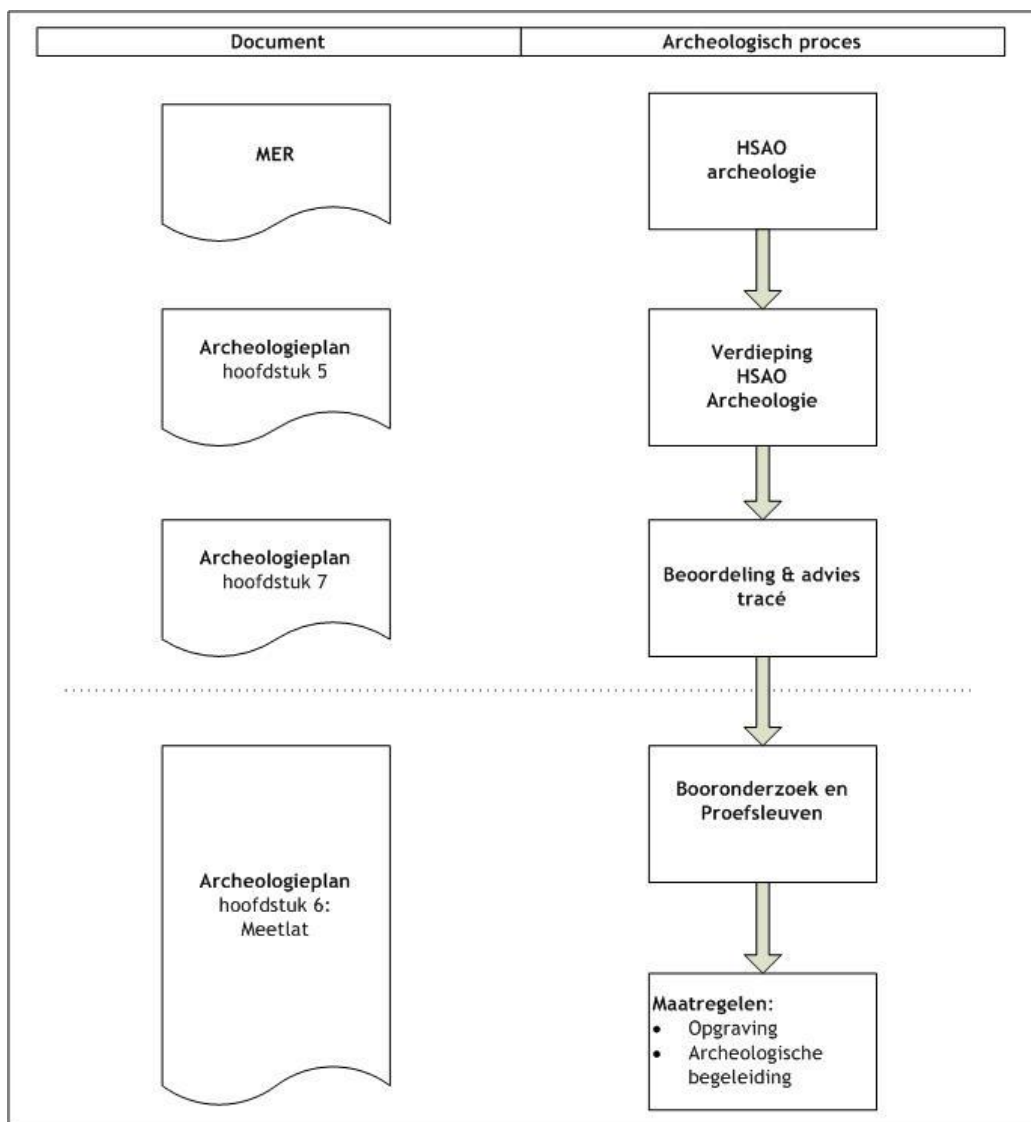 Document
Archeologisch proces
MER
HSAO
archeologie
Archeologieplan
hoofdstuk 5
Verdieping
HSAO
Archeologie
Archeologieplan
hoofdstuk 7
Beoordeling & advies
tracé
Booronderzoek en
Proefsleuven
Archeologieplan
hoofdstuk 6:
Meetlat
Maatregelen:
• Opgraving
• Archeologische
begeleiding